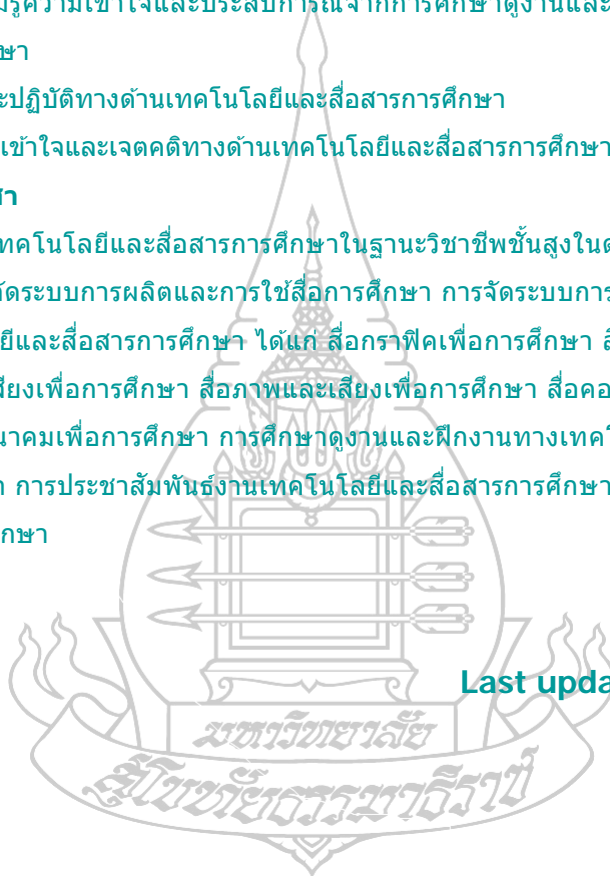 รู้ความเข้าใจและประสบการณ์จากการศึกษาดูงานและ
ษา
ะปฏิบัติทางด้านเทคโนโลยีและสื่อสารการศึกษา
เข้าใจและเจตคติทางด้านเทคโนโลยีและสื่อสารการศึกษา
ษา
ทคโนโลยีและสื่อสารการศึกษาในฐานะวิชาชีพชั้นสูงในด
จัดระบบการผลิตและการใช้สื่อการศึกษา การจัดระบบการ
ยีและสื่อสารการศึกษา ได้แก่ สื่อกราฟิคเพื่อการศึกษา สื
สียงเพื่อการศึกษา สื่อภาพและเสียงเพื่อการศึกษา สื่อคอ
นาคมเพื่อการศึกษา การศึกษาดูงานและฝึกงานทางเทคโ
า การประชาสัมพันธ์งานเทคโนโลยีและสื่อสารการศึกษา
กษา
Last upda
มหาวิทยาลัย
สุโขทัยธรรมาธิราช